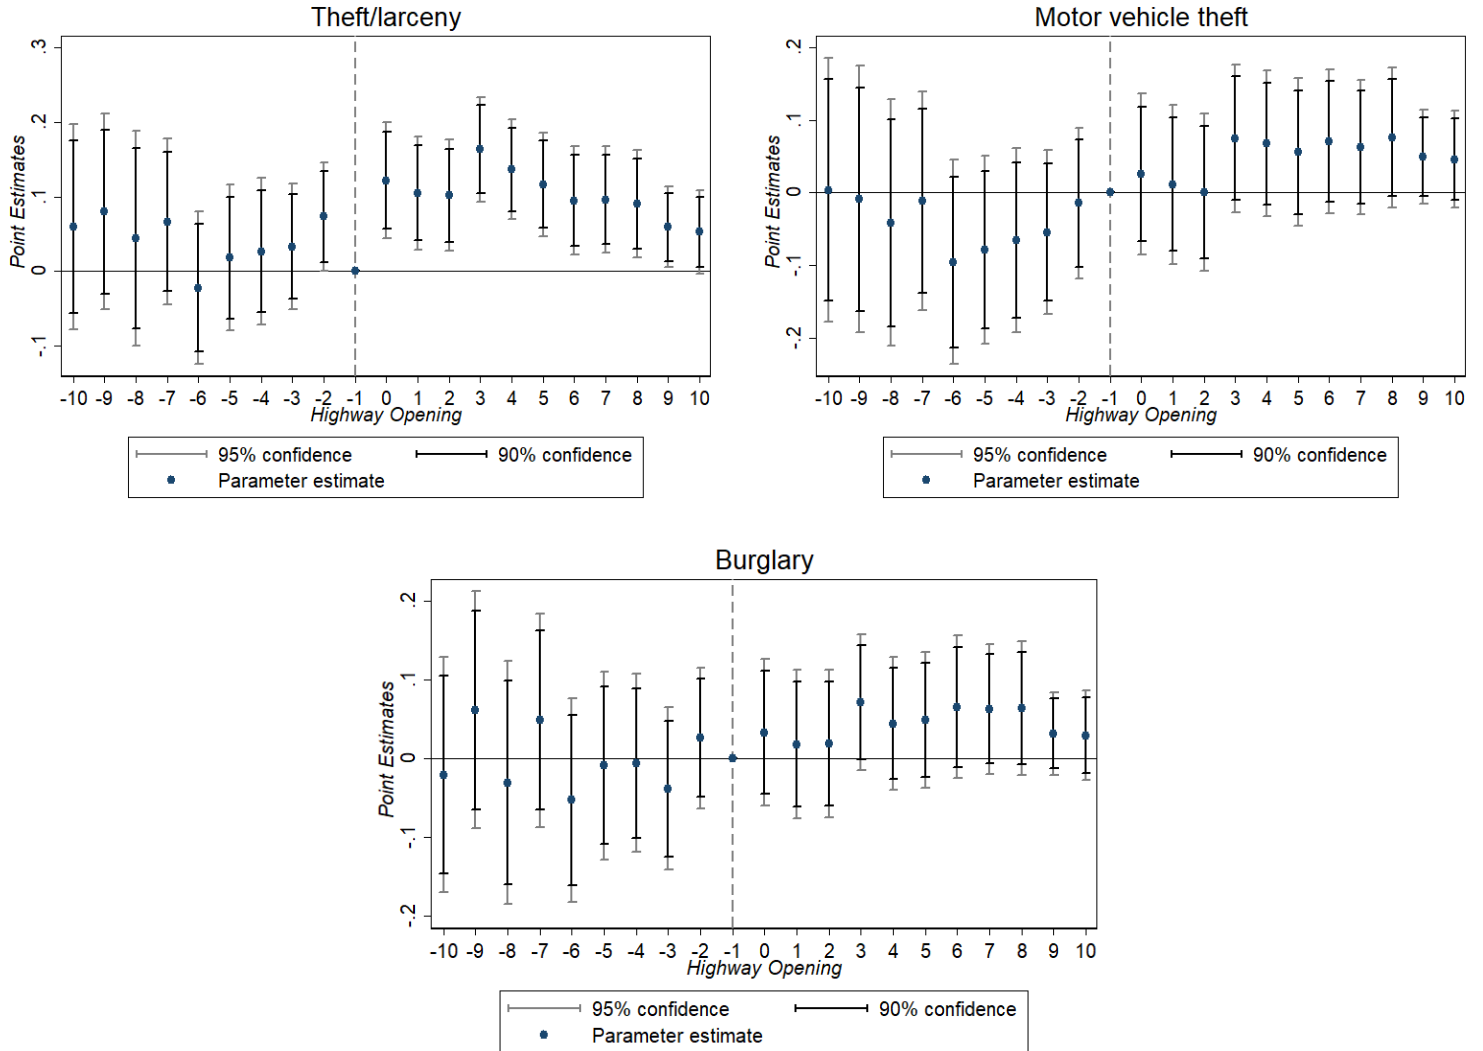 Theft/larceny
Point Estimates
.3
.2
.1
0
-.1
-10 -9 -8 -7 -6 -5 -4 -3 -2 -1 0 1 2 3 4 5 6 7 8 9 10
Highway Opening
95% confidence 90% confidence
Parameter estimate
Motor vehicle theft
Point Estimates
.2
.1
0
-.1
-.2
-10 -9 -8 -7 -6 -5 -4 -3 -2 -1 0 1 2 3 4 5 6 7 8 9 10
Highway Opening
95% confidence 90% confidence
Parameter estimate
Burglary
Point Estimates
.2
.1
0
-.1
-.2
-10 -9 -8 -7 -6 -5 -4 -3 -2 -1 0 1 2 3 4 5 6 7 8 9 10
Highway Opening
95% confidence 90% confidence
Parameter estimate